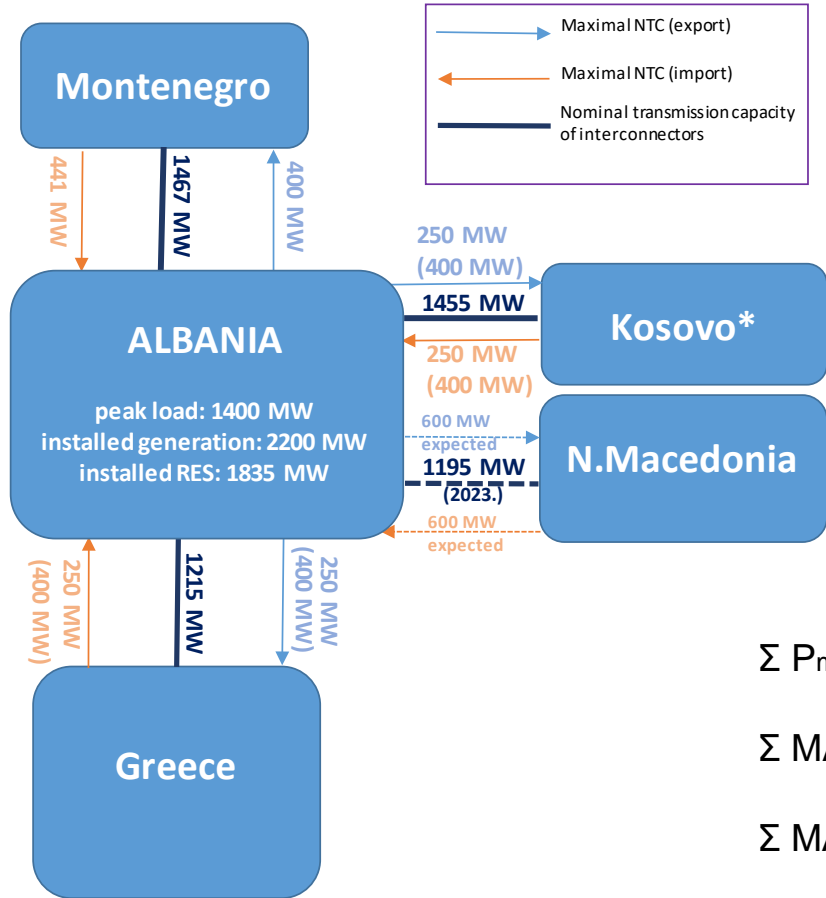 Maximal NTC (export)
Maximal NTC (import)
Nominal transmission capacity
of interconnectors
Montenegro
441 MW
1467 MW
400 MW
250 MW
(400 MW)
1455 MW
250 MW
(400 MW)
Kosovo*
ALBANIA
peak load: 1400 MW
installed generation: 2200 MW
installed RES: 1835 MW
600 MW
expected
1195 MW
(2023.)
600 MW
expected
N.Macedonia
250 MW
(400 MW)
1215 MW
250 MW
(400 MW)
Greece
Σ P
Σ MA
Σ MA